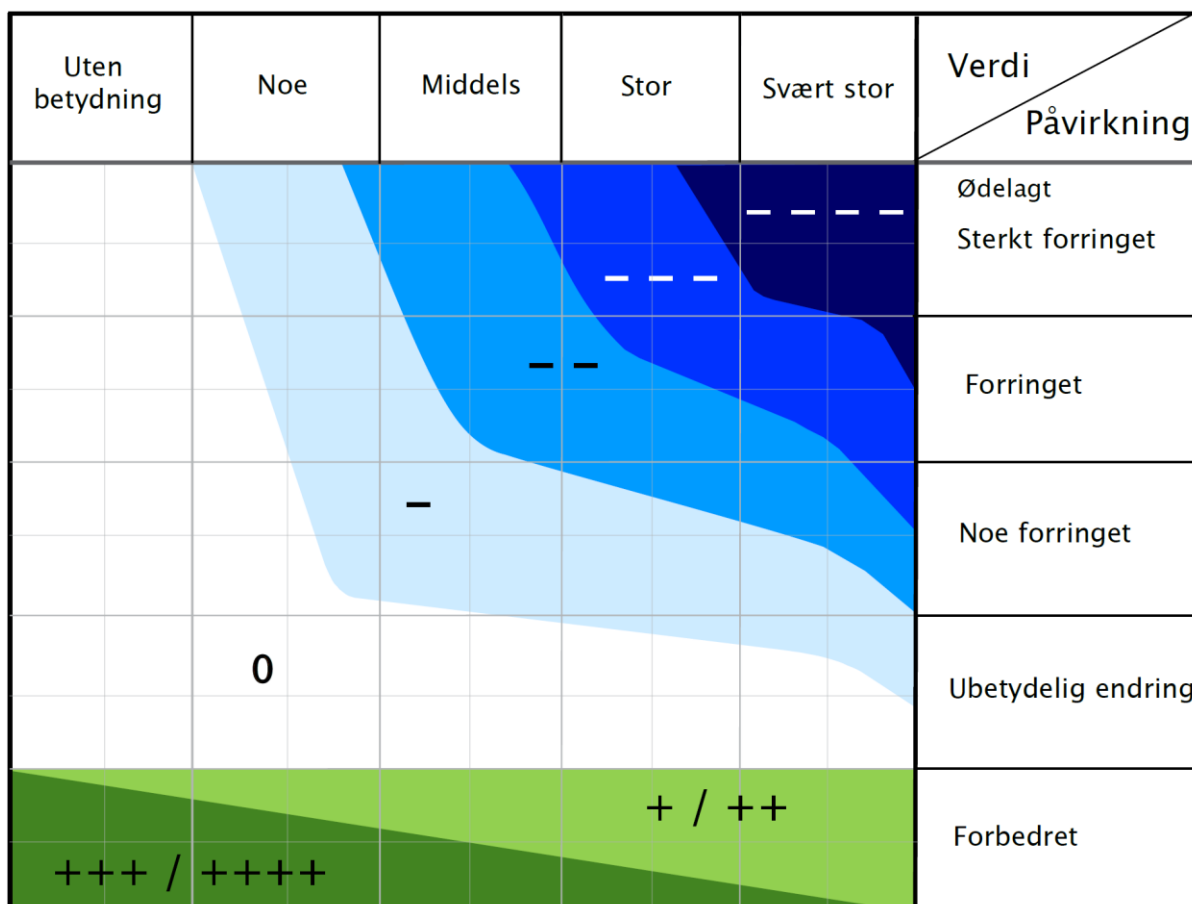 Uten
betydning
Noe
Middels
Stor
Svært stor
Verdi
Påvirkning
Ødelagt
Sterkt forringet
– – – –
– – –
– –
Forringet
–
Noe forringet
0
Ubetydelig endring
+ / ++
Forbedret
+++ / ++++